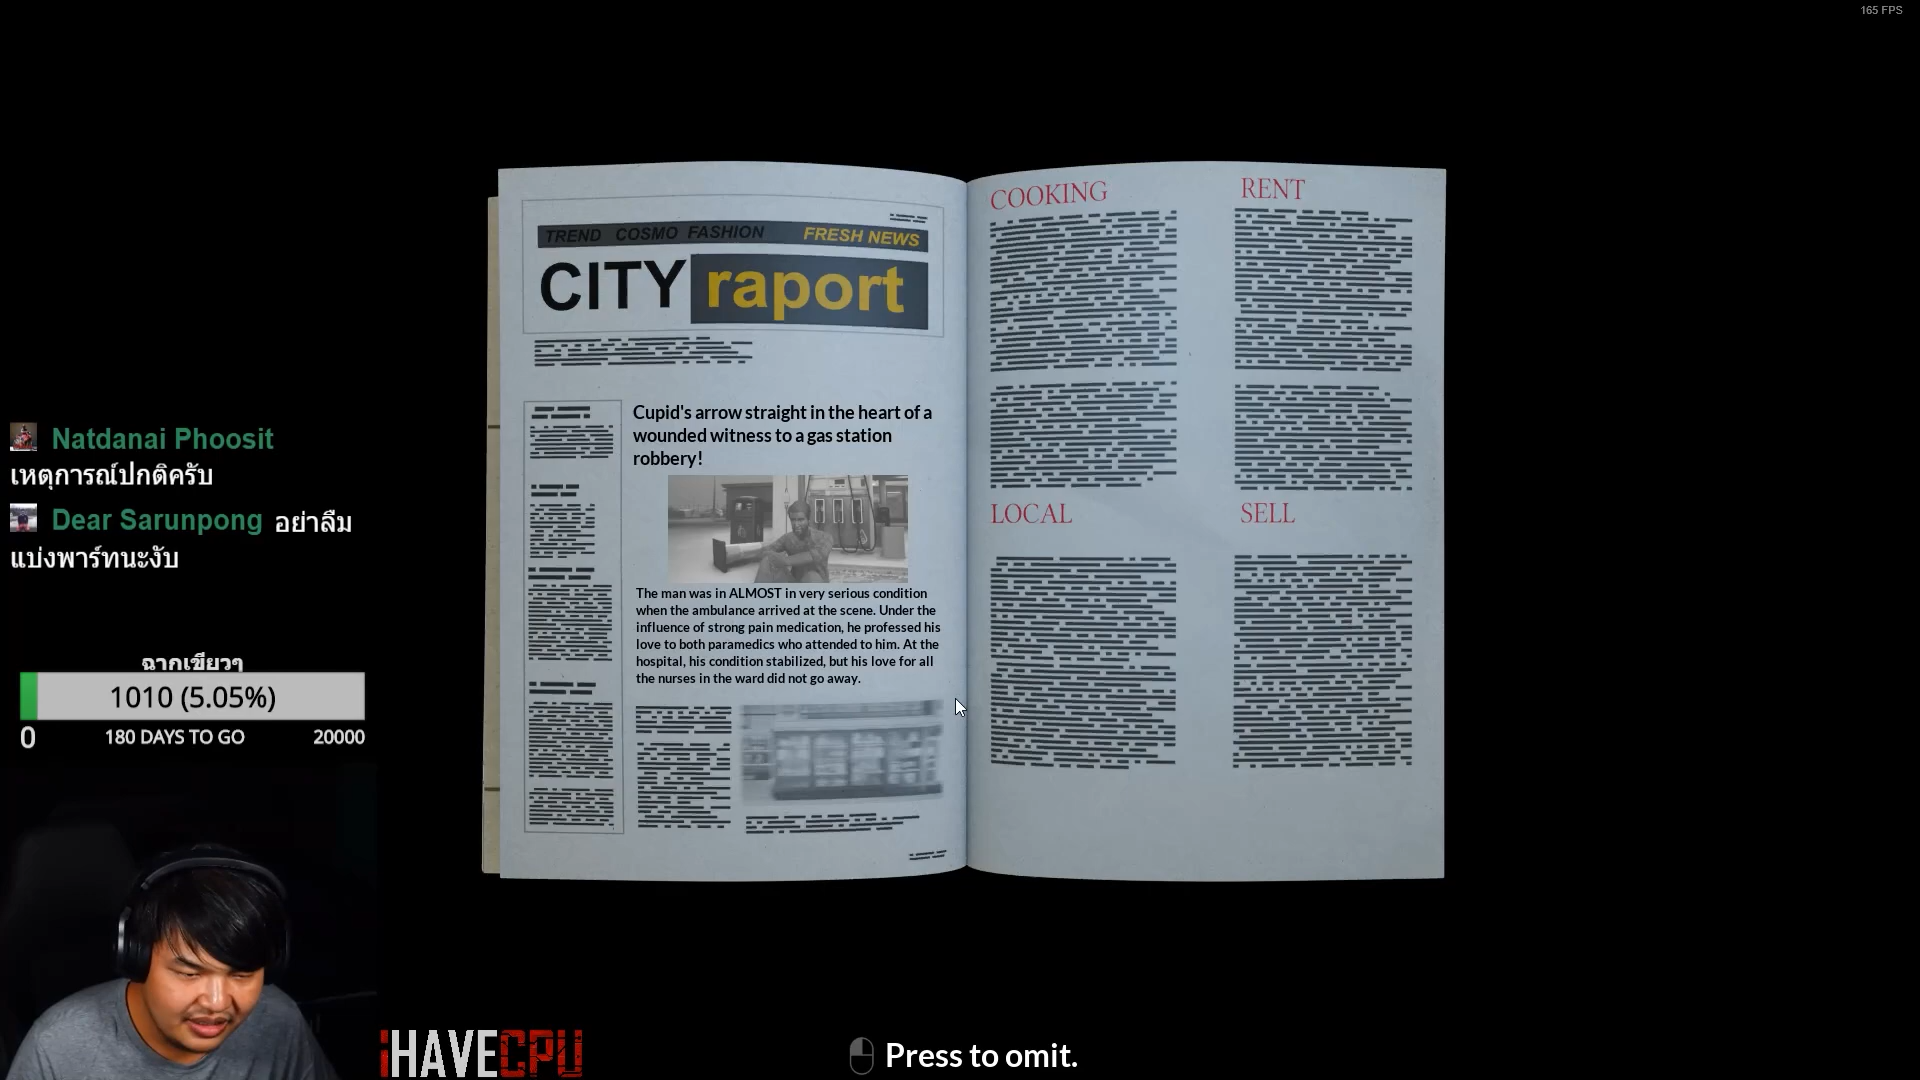 165 FPS
TREND COSMO FASHION FRESH NEWS
CITY raport
Cupid's arrow straight in the heart of a
wounded witness to a gas station
robbery!
The man was in ALMOST in very serious condition
when the ambulance arrived at the scene. Under the
influence of strong pain medication, he professed his
love to both paramedics who attended to him. At the
hospital, his condition stabilized, but his love for all
the nurses in the ward did not go away.
COOKING
RENT
LOCAL
SELL
Natdanai Phoosit
เหตุการณ์ปกติครับ
Dear Sarunpong อย่าลืม
แบ่งพาร์ทนะงับ
ฉากเขียวๆ
1010 (5.05%)
0 180 DAYS TO GO 20000
iHAVECPU
Press to omit.